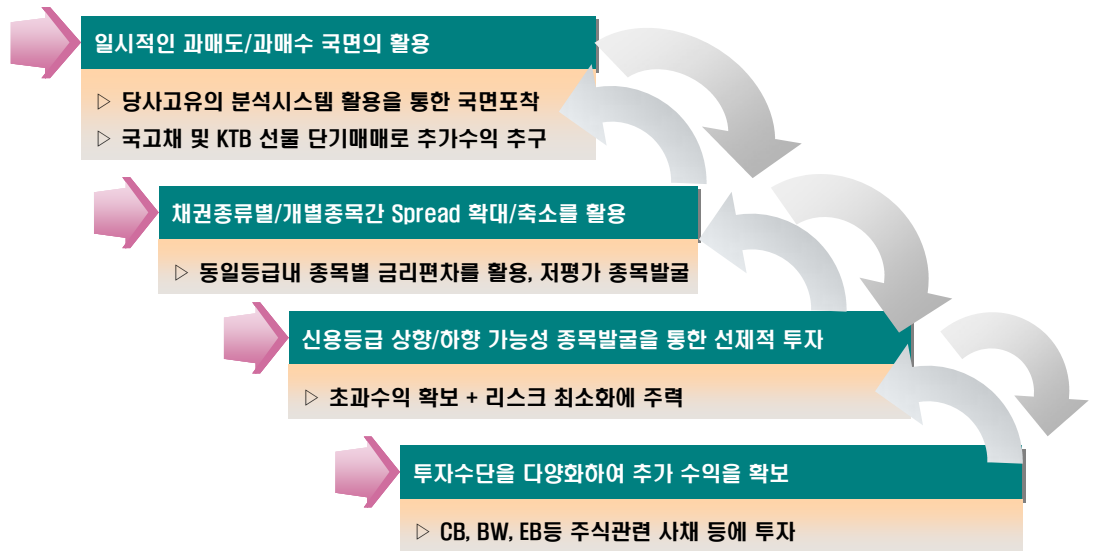 일시적인 과매도/과매수 국면의 활용
▷ 당사고유의 분석시스템 활용을 통한 국면포착
▷ 국고채 및 KTB 선물 단기매매로 추가수익 추구
채권종류별/개별종목간 Spread 확대/축소를 활용
▷ 동일등급내 종목별 금리편차를 활용, 저평가 종목발굴
신용등급 상향/하향 가능성 종목발굴을 통한 선제적 투자
▷ 초과수익 확보 + 리스크 최소화에 주력
투자수단을 다양화하여 추가 수익을 확보
▷ CB, BW, EB등 주식관련 사채 등에 투자